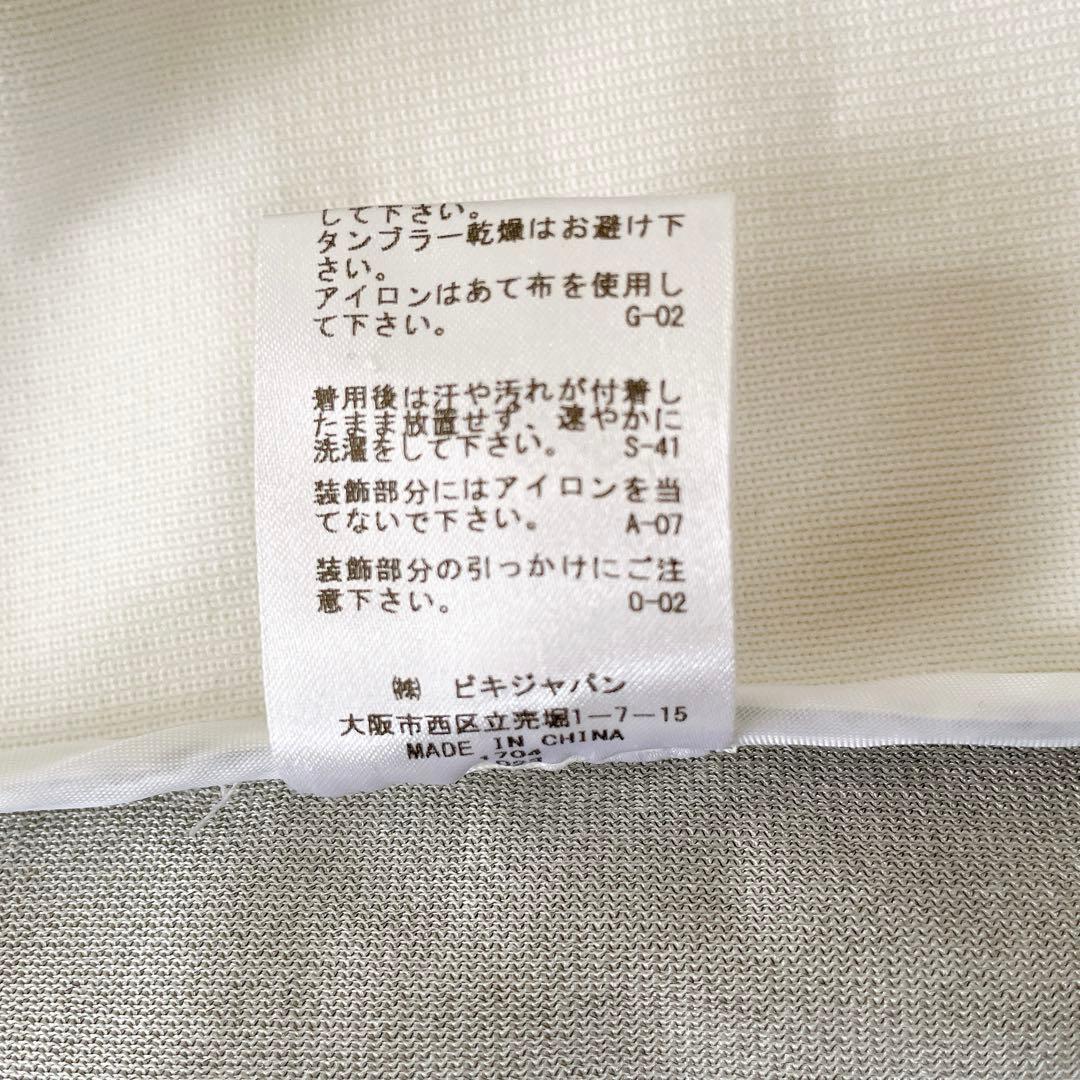 して下さい。
タンブラー乾燥はお避け下
さい。
アイロンはあて布を使用し
て下さい。 G-02
着用後は汗や汚れが付着し
たまま放置せず、速やかに
洗濯をして下さい。 S-41
装飾部分にはアイロンを当
てないで下さい。 A-07
装飾部分の引っかけにご注
意下さい。 O-02
㈱ ビキジャパン
大阪市西区立売堀1-7-15
MADE IN CHINA